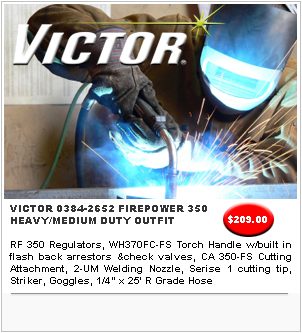 VICTOR®
VICTOR 0384-2652 FIREPOWER 350
HEAVY/MEDIUM DUTY OUTFIT
$209.00
RF 350 Regulators, WH370FC-FS Torch Handle w/built in
flash back arrestors &check valves, CA 350-FS Cutting
Attachment, 2-UM Welding Nozzle, Serise 1 cutting tip,
Striker, Goggles, 1/4" x 25' R Grade Hose